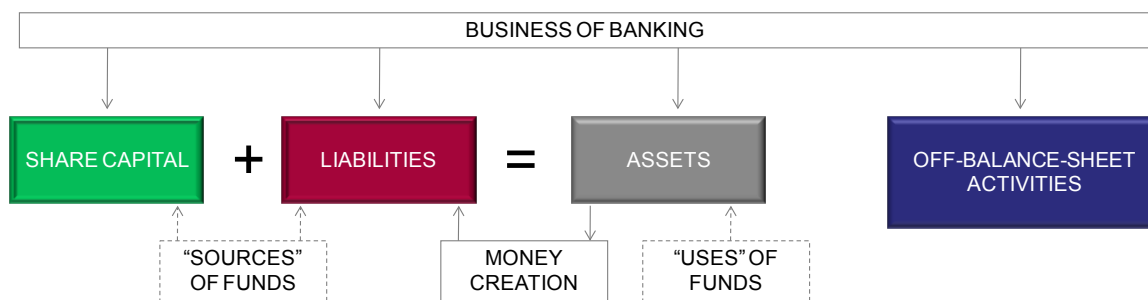 BUSINESS OF BANKING
SHARE CAPITAL
+
LIABILITIES
=
ASSETS
OFF-BALANCE-SHEET
ACTIVITIES
“SOURCES”
OF FUNDS
MONEY
CREATION
“USES” OF
FUNDS